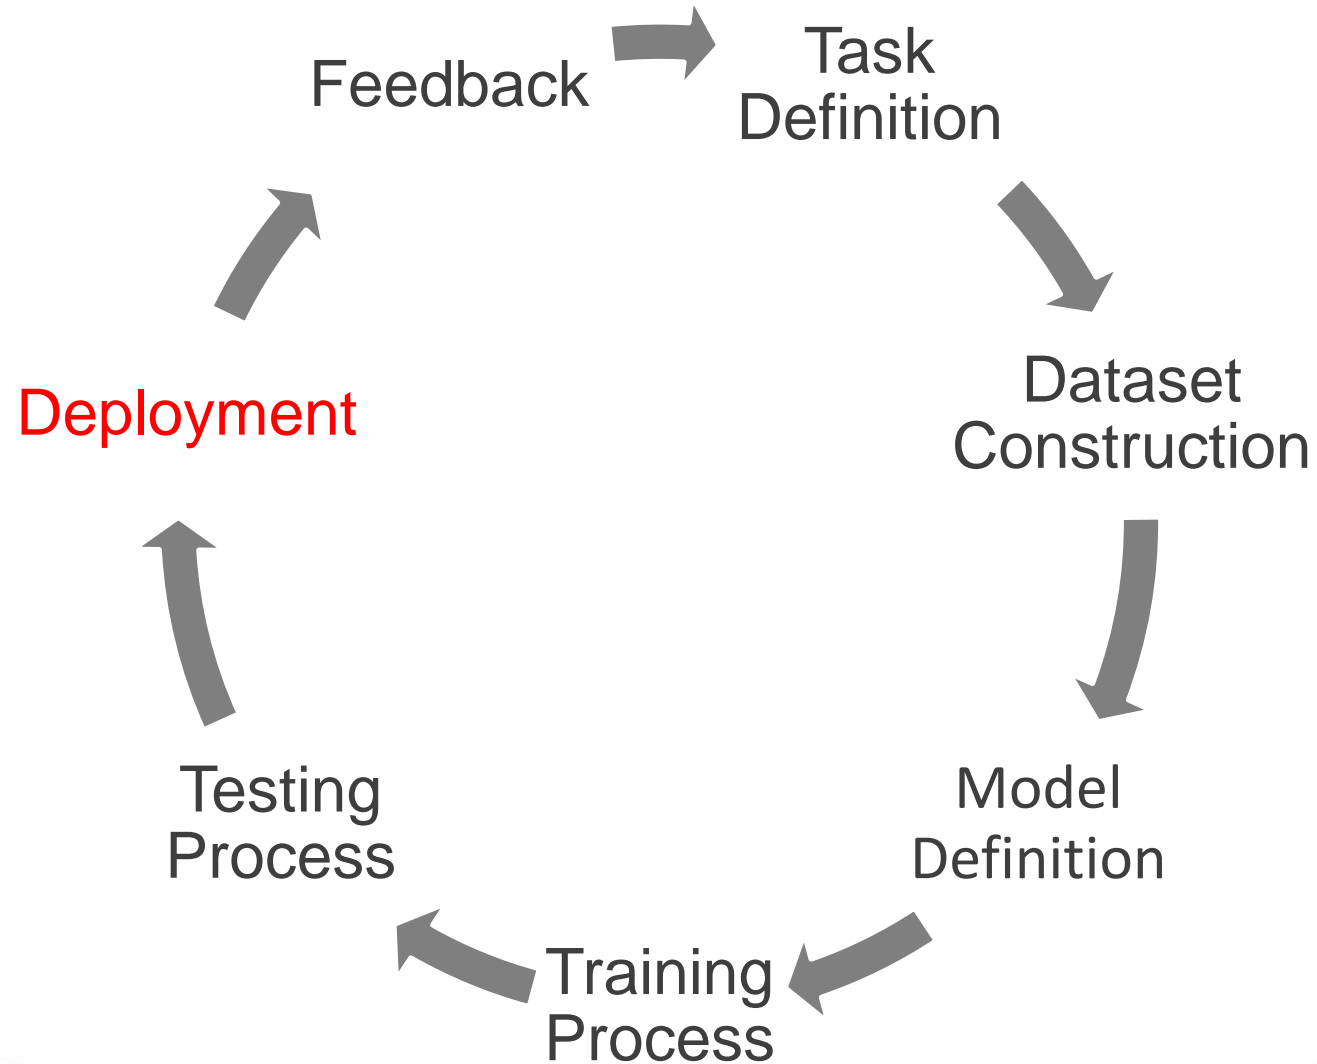 Feedback
Task
Definition
Dataset
Construction
Model
Definition
Training
Process
Testing
Process
Deployment